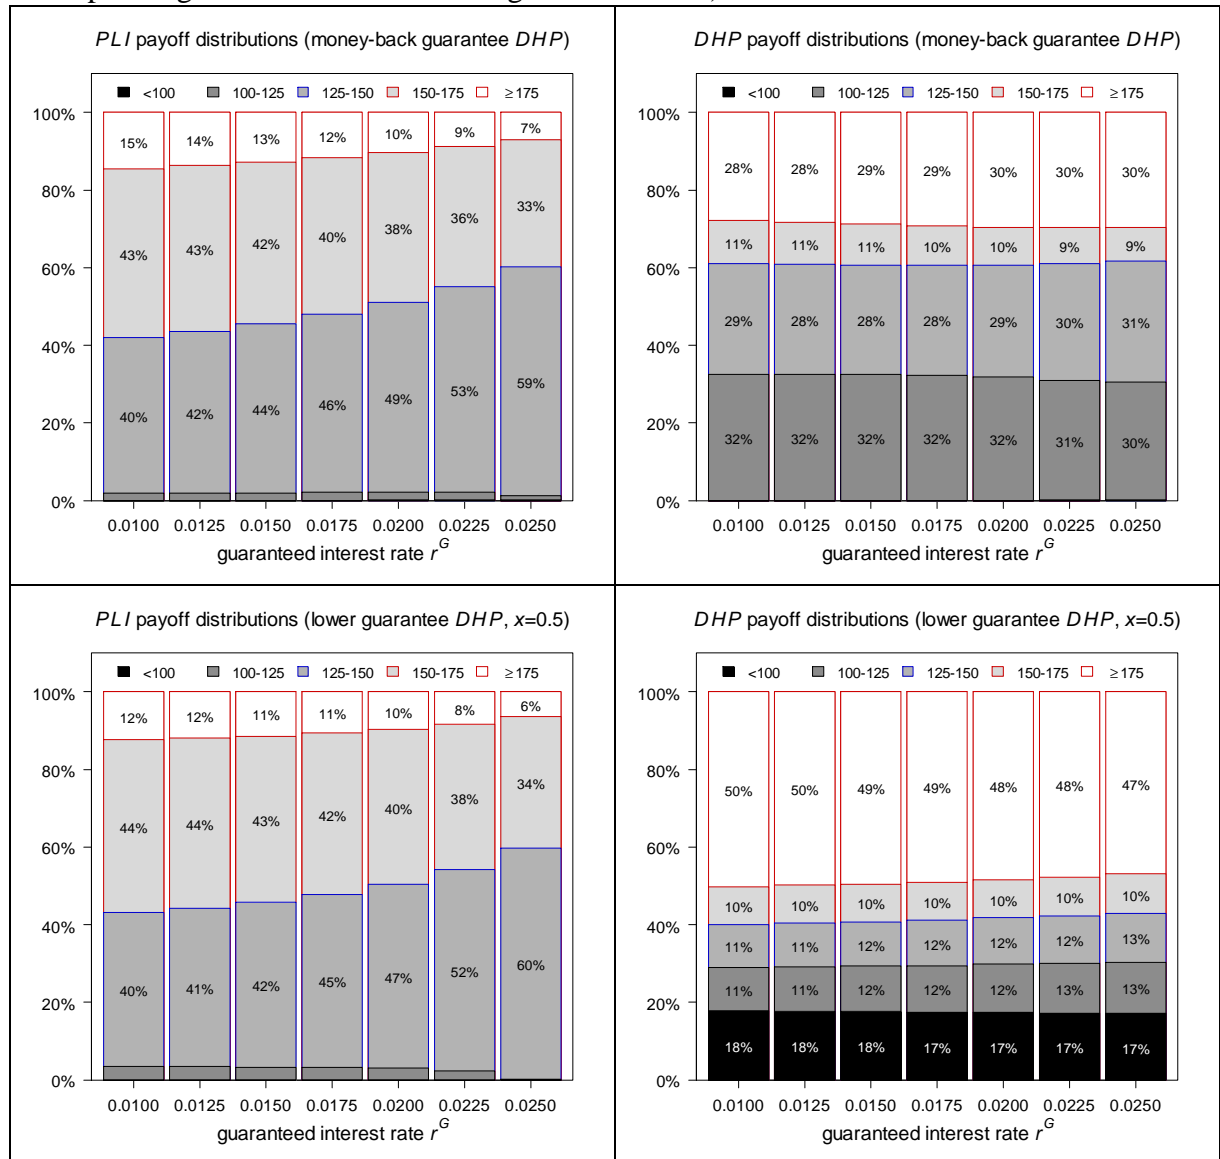 PLI payoff distributions (money-back guarantee DHP)
<100 100-125 125-150 150-175 ≥175
100%
80%
60%
40%
20%
0%
15% 14% 13% 12% 10% 9% 7%
43% 43% 42% 40% 38% 36% 33%
40% 42% 44% 46% 49% 53% 59%
0.0100 0.0125 0.0150 0.0175 0.0200 0.0225 0.0250
guaranteed interest rate r^G
DHP payoff distributions (money-back guarantee DHP)
<100 100-125 125-150 150-175 ≥175
100%
80%
60%
40%
20%
0%
28% 28% 29% 29% 30% 30% 30%
11% 11% 11% 10% 10% 9% 9%
29% 28% 28% 28% 29% 30% 31%
32% 32% 32% 32% 32% 31% 30%
0.0100 0.0125 0.0150 0.0175 0.0200 0.0225 0.0250
guaranteed interest rate r^G
PLI payoff distributions (lower guarantee DHP, x=0.5)
<100 100-125 125-150 150-175 ≥175
100%
80%
60%
40%
20%
0%
12% 12% 11% 11% 10% 8% 6%
44% 44% 43% 42% 40% 38% 34%
40% 41% 42% 45% 47% 52% 60%
0.0100 0.0125 0.0150 0.0175 0.0200 0.0225 0.0250
guaranteed interest rate r^G
DHP payoff distributions (lower guarantee DHP, x=0.5)
<100 100-125 125-150 150-175 ≥175
100%
80%
60%
40%
20%
0%
50% 50% 49% 49% 48% 48% 47%
10% 10% 10% 10% 10% 10% 10%
11% 11% 12% 12% 12% 12% 13%
11% 11% 12% 12% 12% 13% 13%
18% 18% 18% 17% 17% 17% 17%
0.0100 0.0125 0.0150 0.0175 0.0200 0.0225 0.0250
guaranteed interest rate r^G